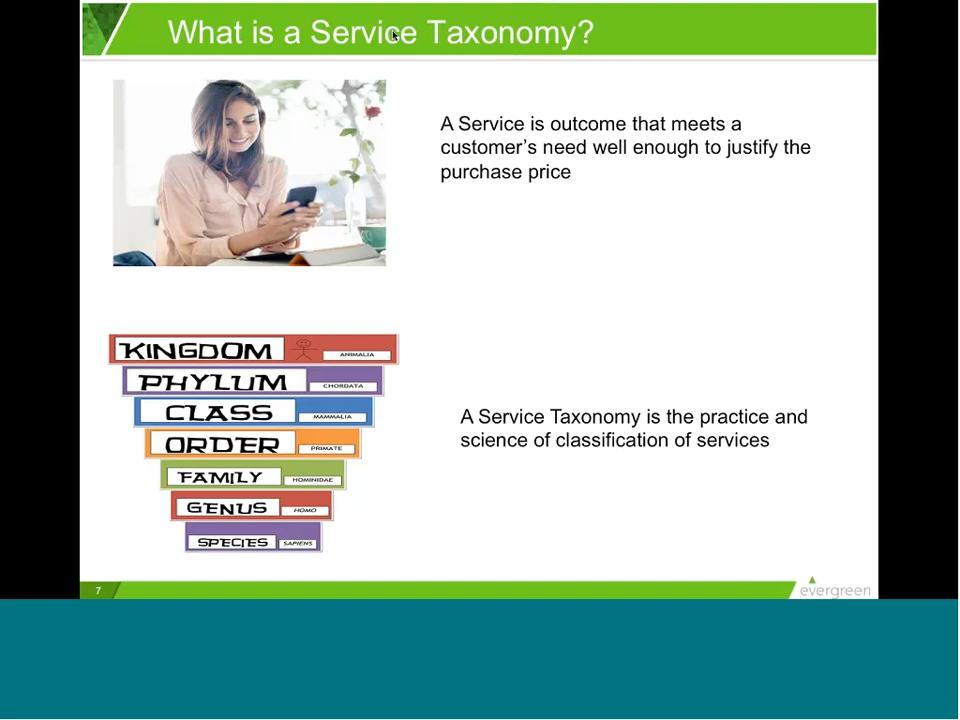 What is a Service Taxonomy?
A Service is outcome that meets a
customer's need well enough to justify the
purchase price
KINGDOM ANIMALIA
PHYLUM CHORDATA
CLASS MAMMALIA
ORDER PRIMATE
FAMILY HOMINIDAE
GENUS HOMO
SPECIES SAPIENS
A Service Taxonomy is the practice and
science of classification of services
7
evergreen